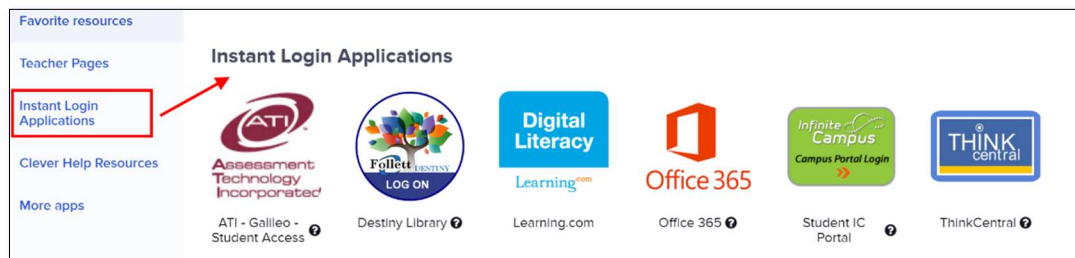 Favorite resources
Teacher Pages
Instant Login
Applications
Clever Help Resources
More apps
Instant Login Applications
ATI
Assessment
Technology
Incorporated
ATI - Galileo -
Student Access ?
Follett DESTINY
LOG ON
Destiny Library ?
Digital
Literacy
Learning.com
Learning.com
Office 365
Office 365 ?
Infinite
Campus
Campus Portal Login
>>
Student IC
Portal ?
THINK
central
ThinkCentral ?